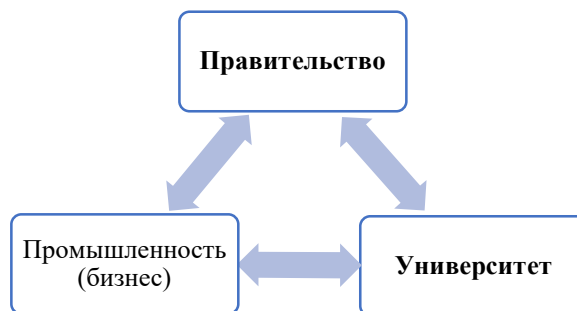 Правительство
Промышленность
(бизнес)
Университет